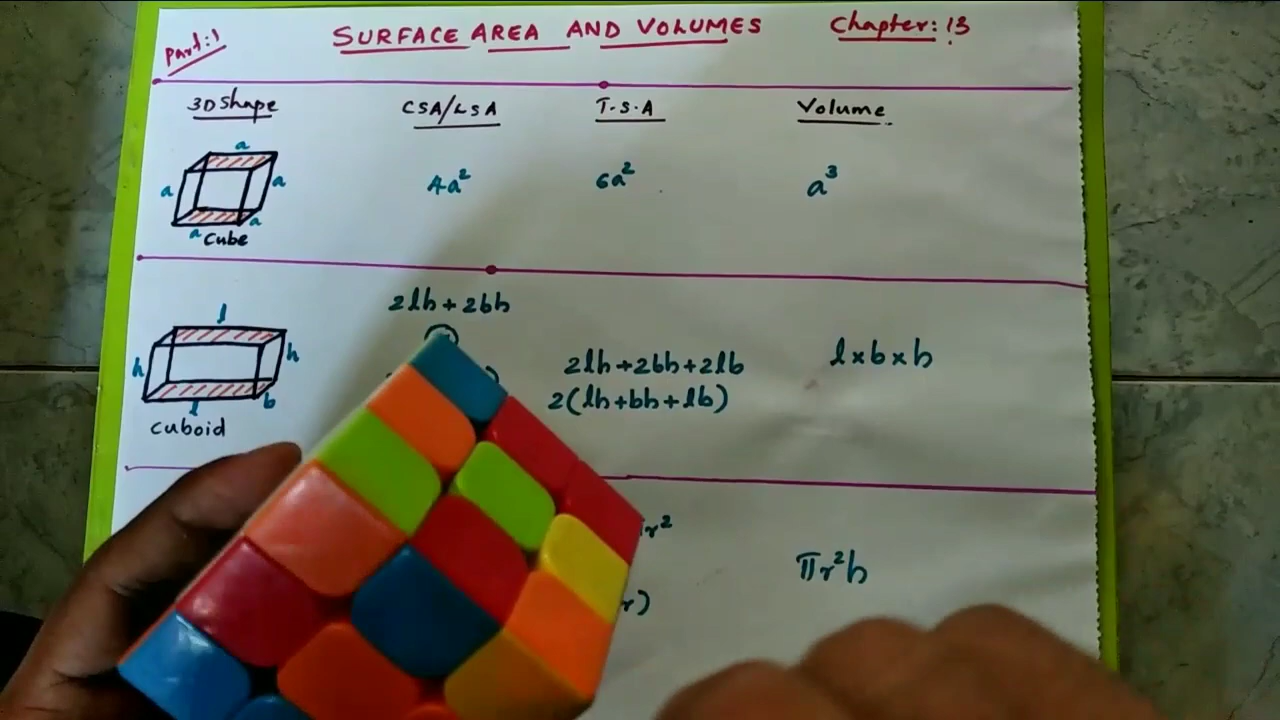 Part:1
SURFACE AREA AND VOLUMES
Chapter: 13
3D Shape
CSA/LSA
T.S.A
Volume
a
a
a
a
a
Cube
4a²
6a²
a³
l
h
h
l
b
cuboid
2lh + 2bh
2lh+2bh+2lb
2(lh+bh+lb)
l×b×h
r²
r)
πr²h